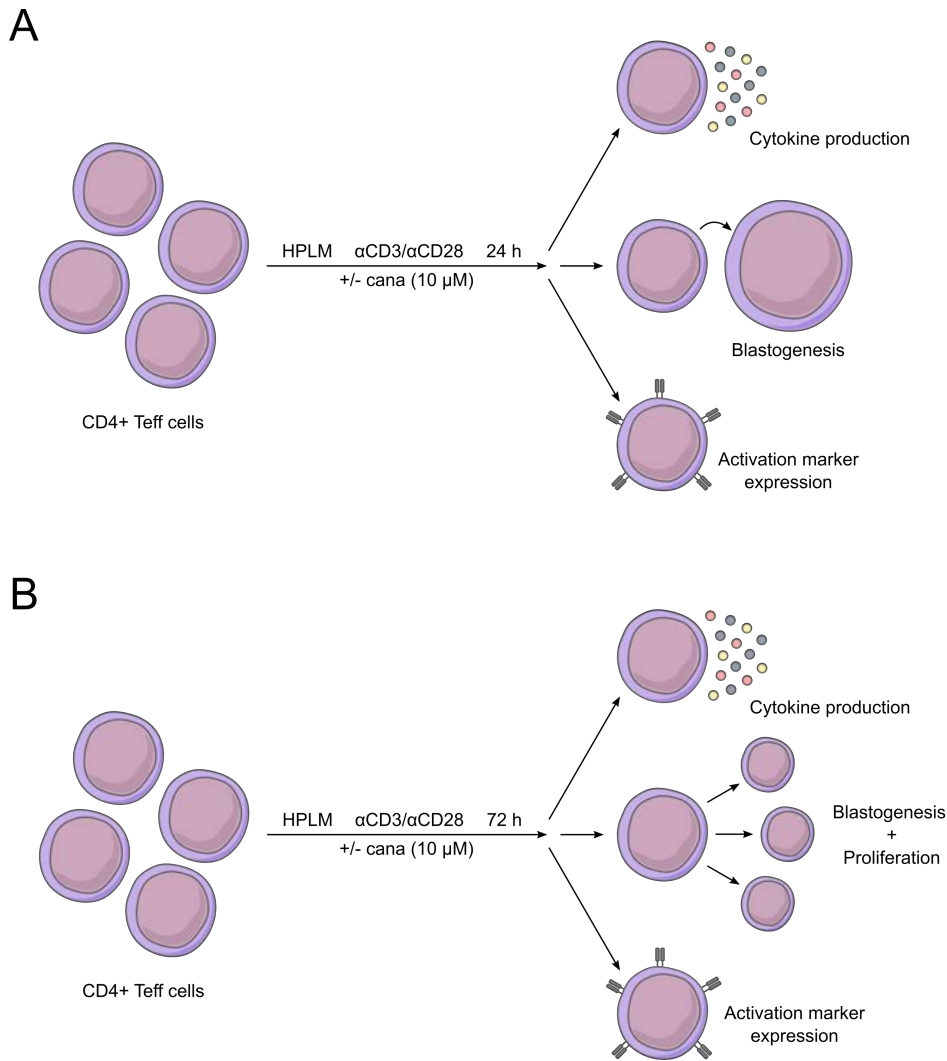 A
Cytokine production
HPLM αCD3/αCD28 24 h
+/- cana (10 µM)
Blastogenesis
CD4+ Teff cells
Activation marker
expression
B
Cytokine production
HPLM αCD3/αCD28 72 h
+/- cana (10 µM)
Blastogenesis
+
Proliferation
CD4+ Teff cells
Activation marker
expression